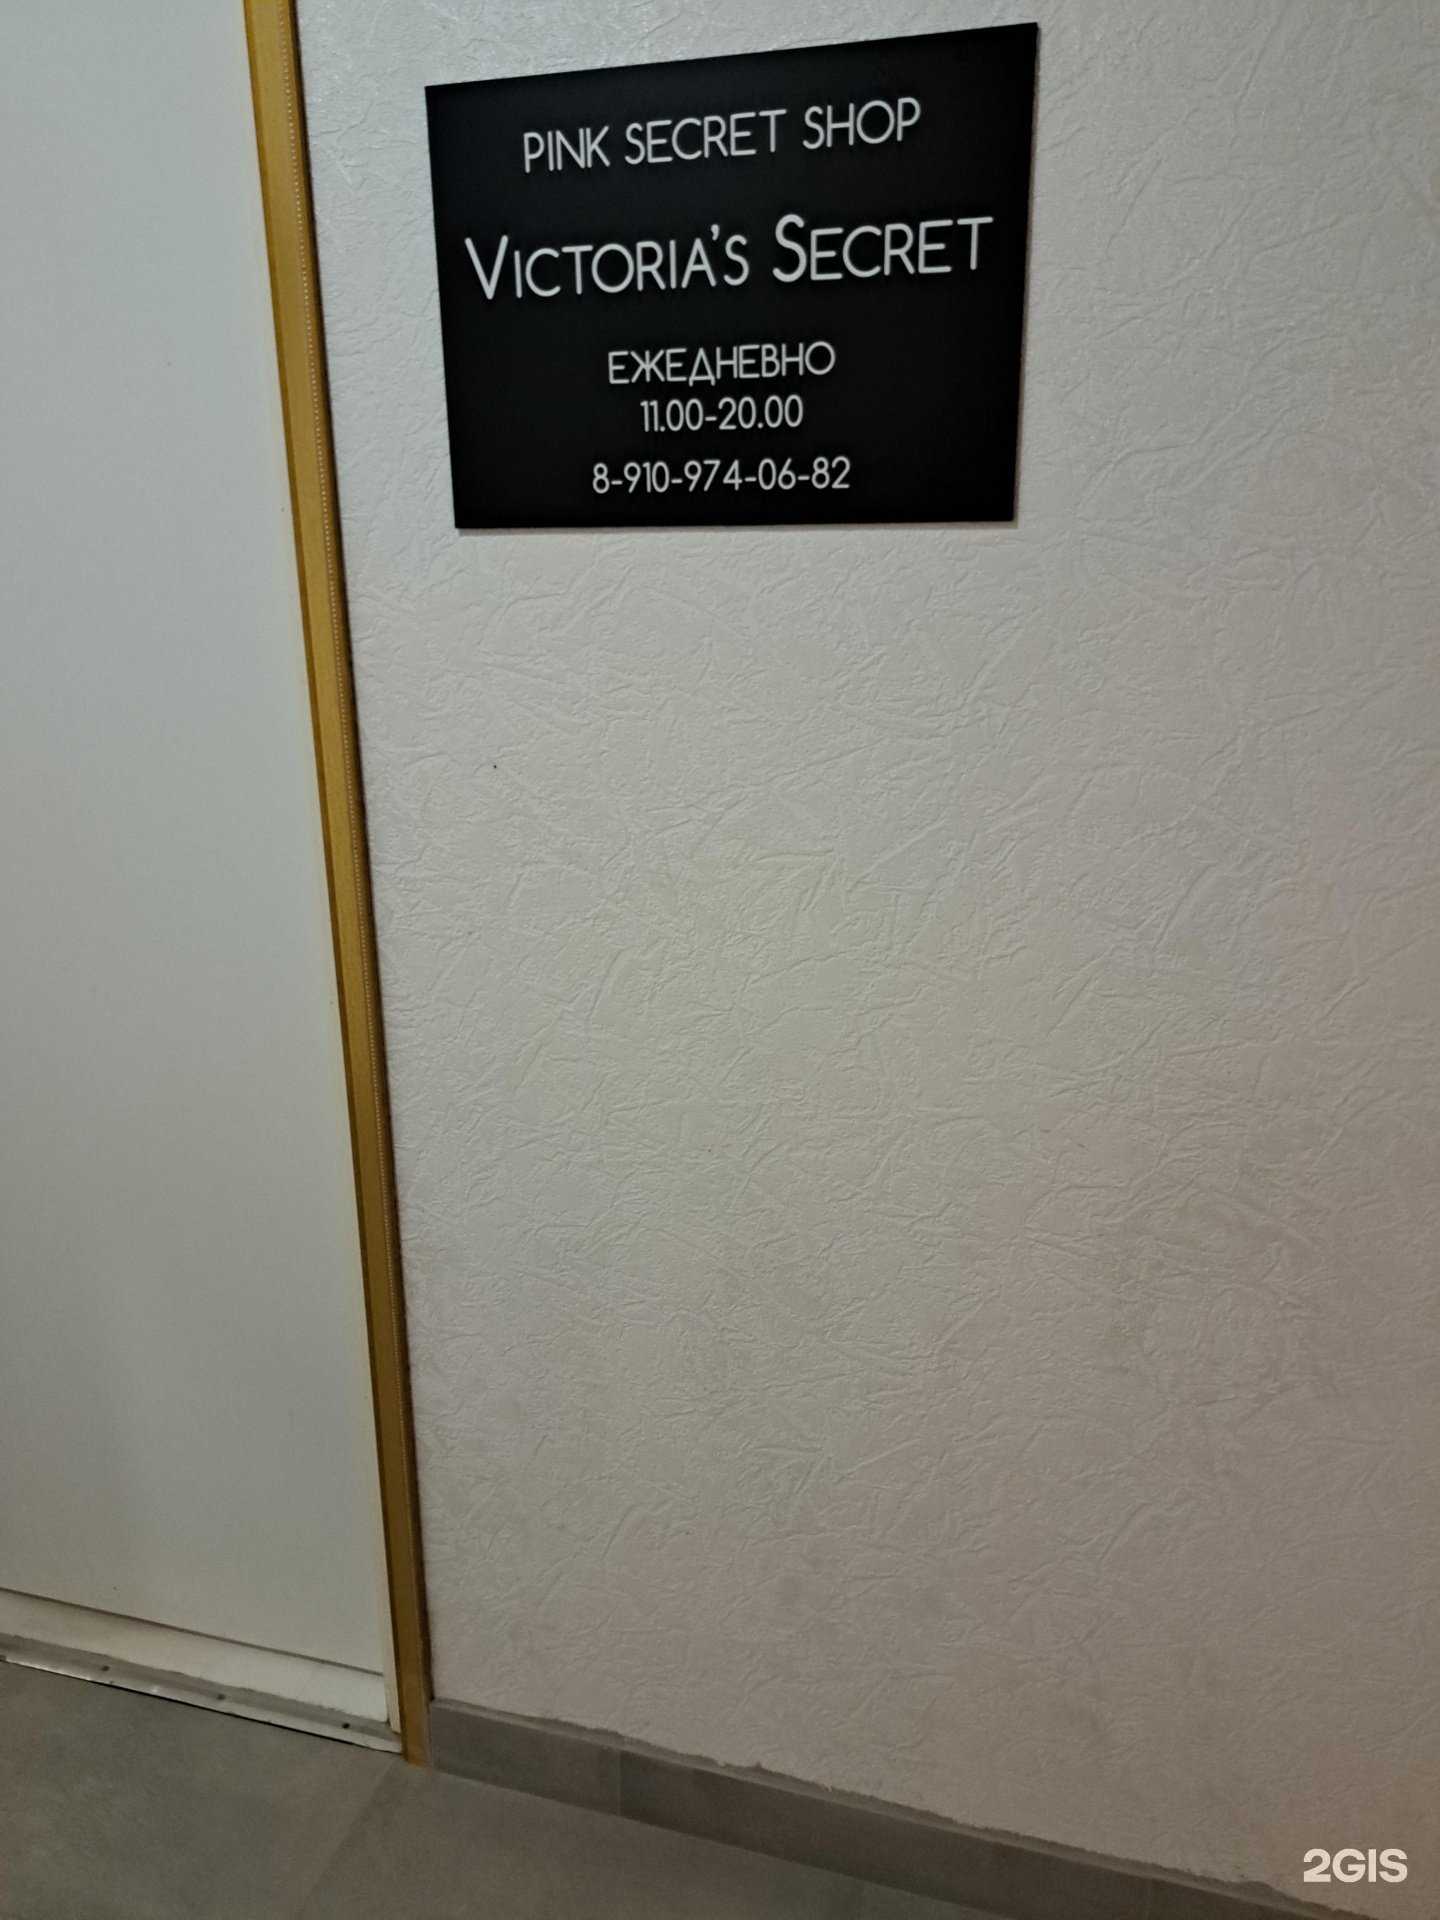 PINK SECRET SHOP
VICTORIA'S SECRET
ЕЖЕДНЕВНО
11.00-20.00
8-910-974-06-82
2GIS